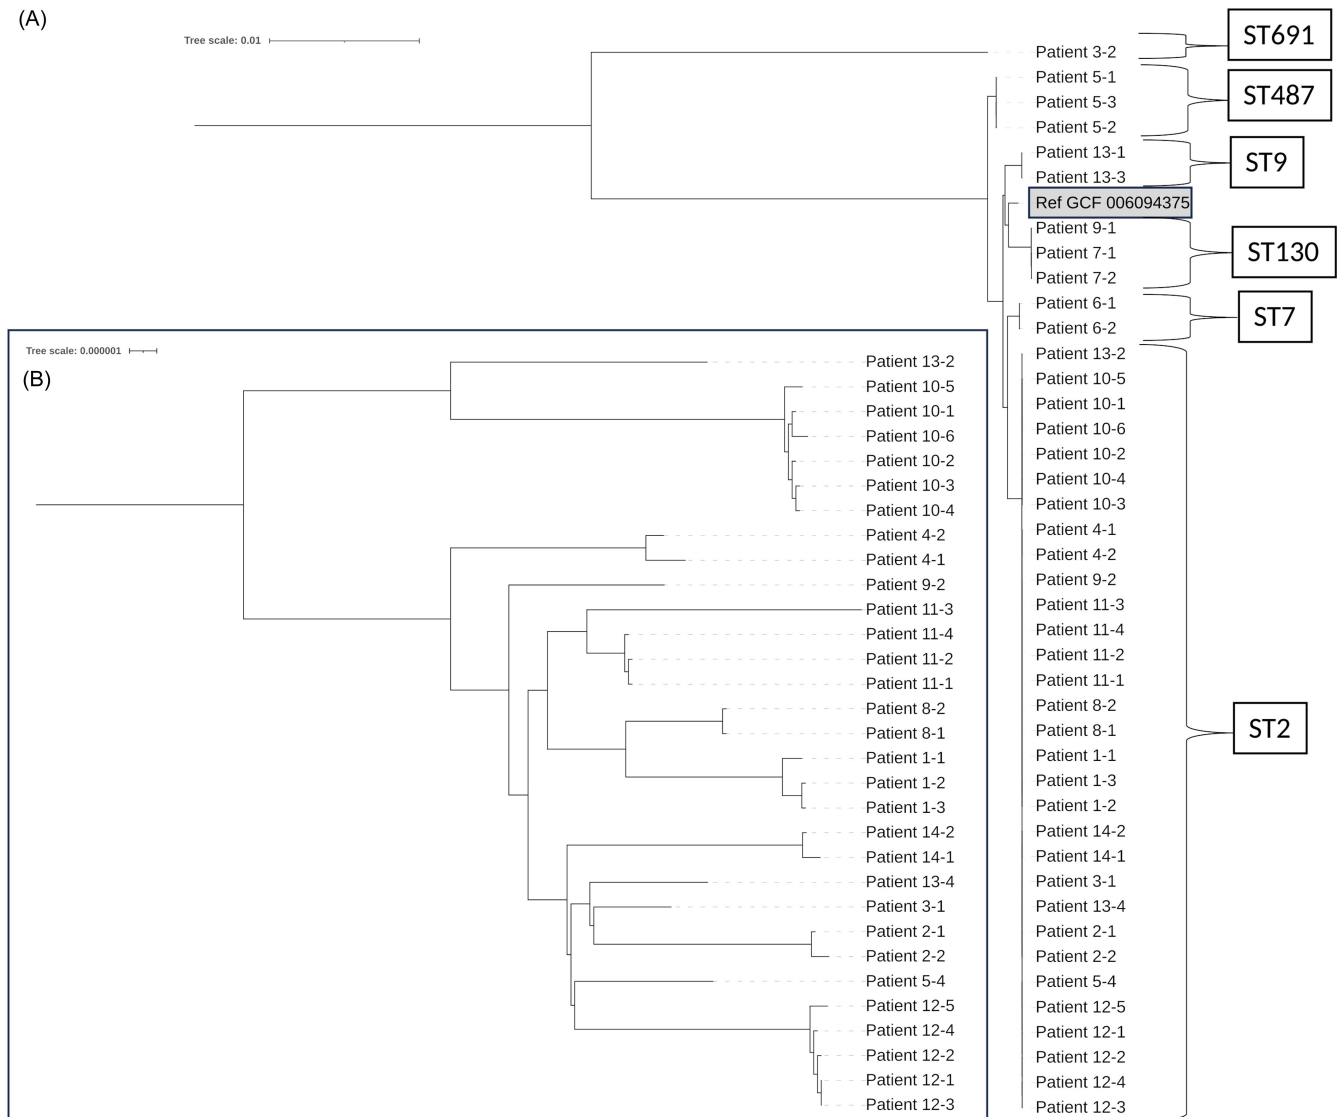 (A)
Tree scale: 0.01
Patient 3-2
Patient 5-1
Patient 5-3
Patient 5-2
Patient 13-1
Patient 13-3
Ref GCF 006094375
Patient 9-1
Patient 7-1
Patient 7-2
Patient 6-1
Patient 6-2
Patient 13-2
Patient 10-5
Patient 10-1
Patient 10-6
Patient 10-2
Patient 10-4
Patient 10-3
Patient 4-1
Patient 4-2
Patient 9-2
Patient 11-3
Patient 11-4
Patient 11-2
Patient 11-1
Patient 8-2
Patient 8-1
Patient 1-1
Patient 1-3
Patient 1-2
Patient 14-2
Patient 14-1
Patient 3-1
Patient 13-4
Patient 2-1
Patient 2-2
Patient 5-4
Patient 12-5
Patient 12-1
Patient 12-2
Patient 12-4
Patient 12-3
ST691
ST487
ST9
ST130
ST7
ST2
Tree scale: 0.000001
(B)
Patient 13-2
Patient 10-5
Patient 10-1
Patient 10-6
Patient 10-2
Patient 10-3
Patient 10-4
Patient 4-2
Patient 4-1
Patient 9-2
Patient 11-3
Patient 11-4
Patient 11-2
Patient 11-1
Patient 8-2
Patient 8-1
Patient 1-1
Patient 1-2
Patient 1-3
Patient 14-2
Patient 14-1
Patient 13-4
Patient 3-1
Patient 2-1
Patient 2-2
Patient 5-4
Patient 12-5
Patient 12-4
Patient 12-2
Patient 12-1
Patient 12-3